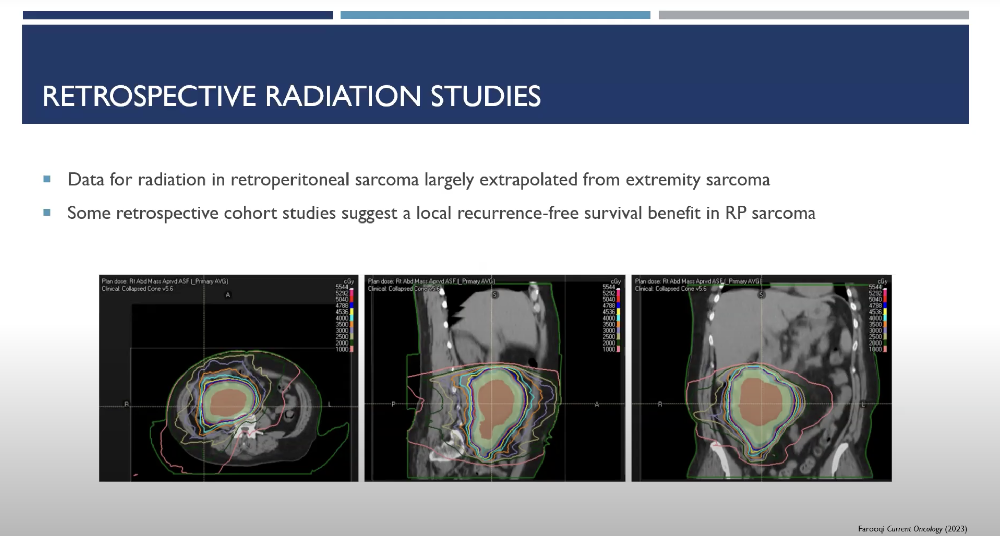 RETROSPECTIVE RADIATION STUDIES
Data for radiation in retroperitoneal sarcoma largely extrapolated from extremity sarcoma
Some retrospective cohort studies suggest a local recurrence-free survival benefit in RP sarcoma
Plan dose: Rt Abd Mass Aprvd ASF (_Primary AVG)
Clinical: Collapsed Cone v5.6
cGy
5544
5292
5040
4788
4536
4000
3500
3000
2500
2000
1000
A
R
L
Plan dose: Rt Abd Mass Aprvd ASF (_Primary AVG)
Clinical: Collapsed Cone v5.6
cGy
5544
5292
5040
4788
4536
4000
3500
3000
2500
2000
1000
S
P
A
Plan dose: Rt Abd Mass Aprvd ASF (_Primary AVG)
Clinical: Collapsed Cone v5.6
cGy
5544
5292
5040
4788
4536
4000
3500
3000
2500
2000
1000
S
R
L
Farooqi Current Oncology (2023)